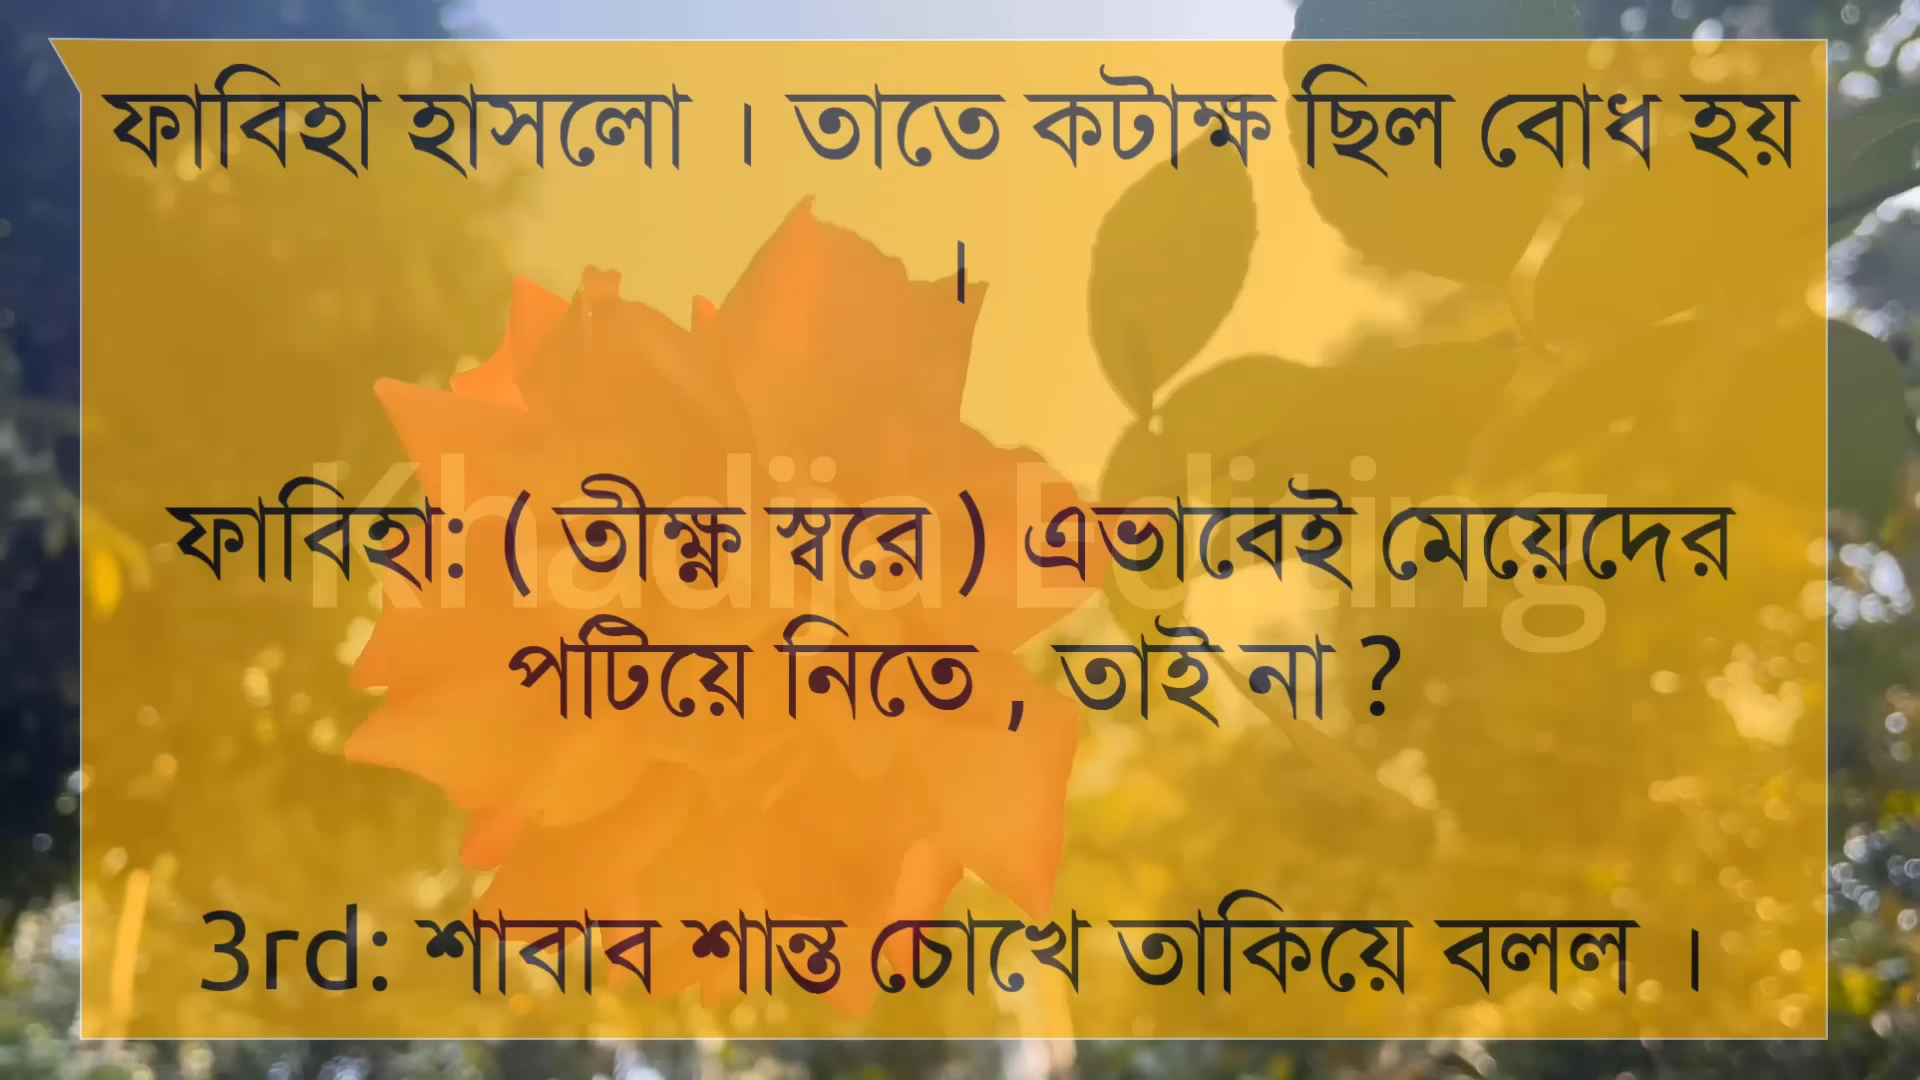 ফাবিহা হাসলো । তাতে কটাক্ষ ছিল বোধ হয়
।
ফাবিহা: ( তীক্ষ্ণ স্বরে ) এভাবেই মেয়েদের
পটিয়ে নিতে , তাই না ?
Khadija Editing
3rd: শাবাব শান্ত চোখে তাকিয়ে বলল ।